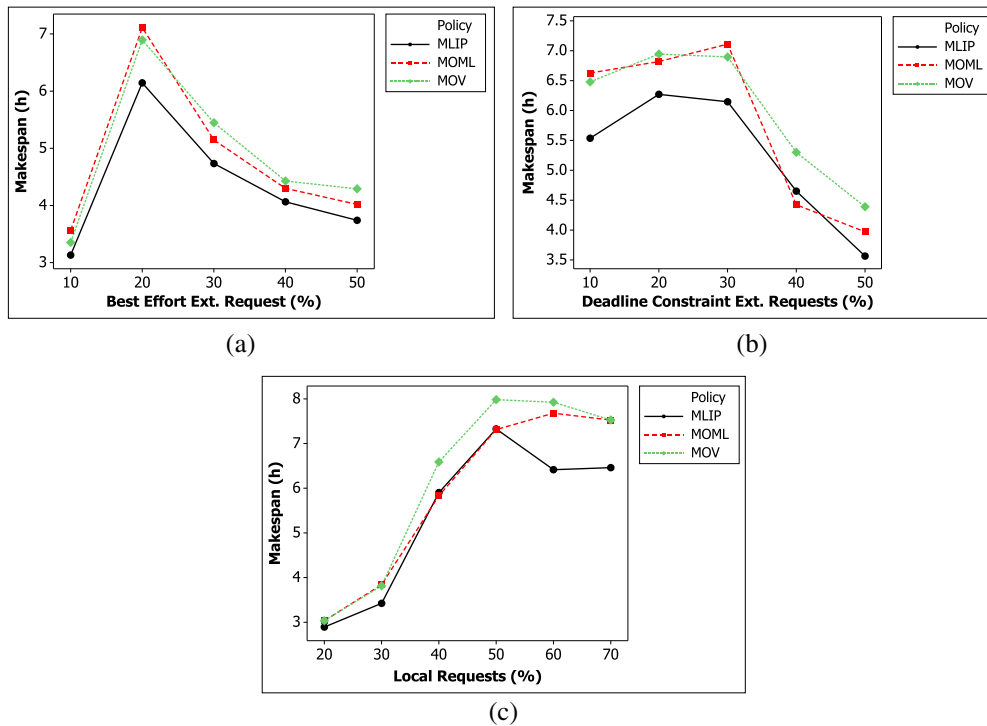 Policy
MLIP
MOML
MOV
Makespan (h)
7
6
5
4
3
10 20 30 40 50
Best Effort Ext. Request (%)
(a)
Policy
MLIP
MOML
MOV
Makespan (h)
7.5
7.0
6.5
6.0
5.5
5.0
4.5
4.0
3.5
10 20 30 40 50
Deadline Constraint Ext. Requests (%)
(b)
Policy
MLIP
MOML
MOV
Makespan (h)
8
7
6
5
4
3
20 30 40 50 60 70
Local Requests (%)
(c)